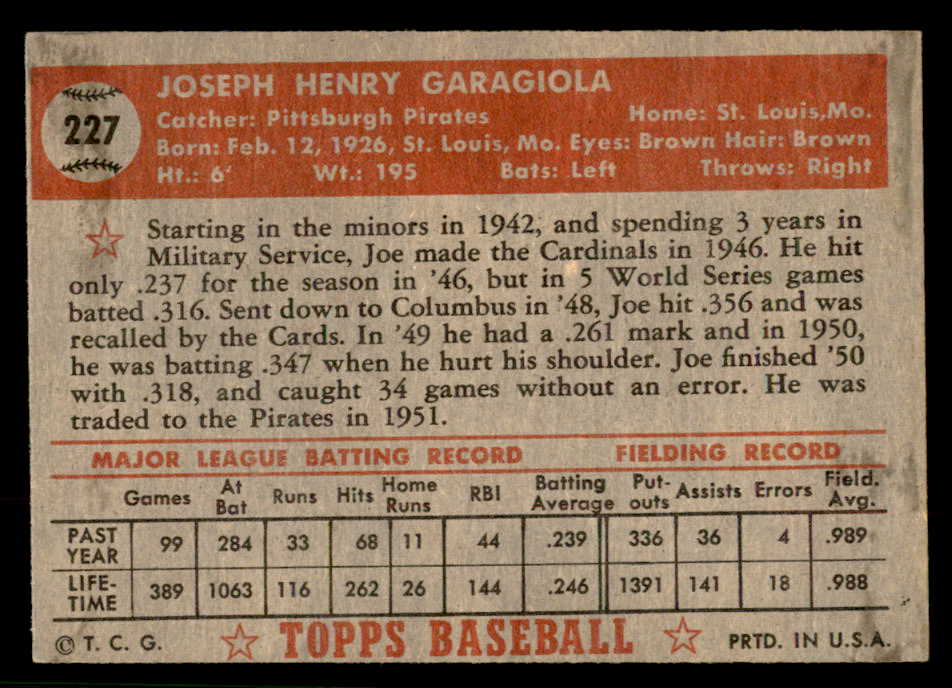 JOSEPH HENRY GARAGIOLA
227
Catcher: Pittsburgh Pirates Home: St. Louis, Mo.
Born: Feb. 12, 1926, St. Louis, Mo. Eyes: Brown Hair: Brown
Ht.: 6' Wt.: 195 Bats: Left Throws: Right
Starting in the minors in 1942, and spending 3 years in
Military Service, Joe made the Cardinals in 1946. He hit
only .237 for the season in '46, but in 5 World Series games
batted .316. Sent down to Columbus in '48, Joe hit .356 and was
recalled by the Cards. In '49 he had a .261 mark and in 1950,
he was batting .347 when he hurt his shoulder. Joe finished '50
with .318, and caught 34 games without an error. He was
traded to the Pirates in 1951.
MAJOR LEAGUE BATTING RECORD FIELDING RECORD
Games At Bat Runs Hits Home Runs RBI Batting Average Put-outs Assists Errors Field. Avg.
PAST YEAR 99 284 33 68 11 44 .239 336 36 4 .989
LIFE-TIME 389 1063 116 262 26 144 .246 1391 141 18 .988
© T. C. G. TOPPS BASEBALL PRTD. IN U.S.A.